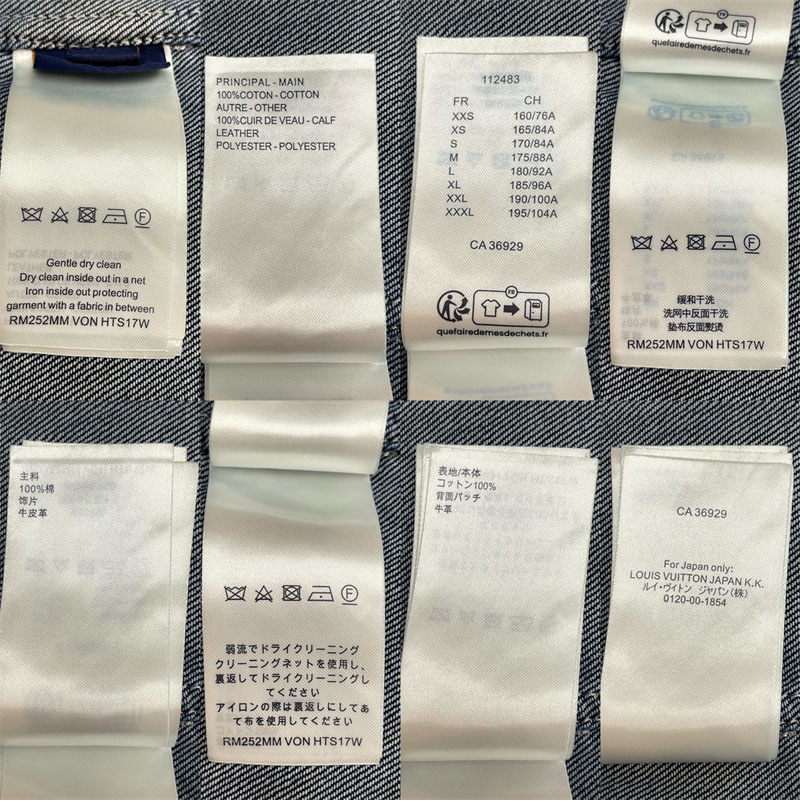 Gentle dry clean
Dry clean inside out in a net
Iron inside out protecting
garment with a fabric in between
RM252MM VON HTS17W
PRINCIPAL - MAIN
100%COTON - COTTON
AUTRE - OTHER
100%CUIR DE VEAU - CALF
LEATHER
POLYESTER - POLYESTER
112483
FR CH
XXS 160/76A
XS 165/84A
S 170/84A
M 175/88A
L 180/92A
XL 185/96A
XXL 190/100A
XXXL 195/104A
CA 36929
FR
quefairedemesdechets.fr
FR
quefairedemesdechets.fr
缓和干洗
洗网中反面干洗
垫布反面熨烫
RM252MM VON HTS17W
主料
100%棉
饰片
牛皮革
弱流でドライクリーニング
クリーニングネットを使用し、
裏返してドライクリーニングし
てください
アイロンの際は裏返しにしてあ
て布を使用してください
RM252MM VON HTS17W
表地/本体
コットン100%
背面パッチ
牛革
CA 36929
For Japan only:
LOUIS VUITTON JAPAN K.K.
ルイ・ヴィトン ジャパン(株)
0120-00-1854